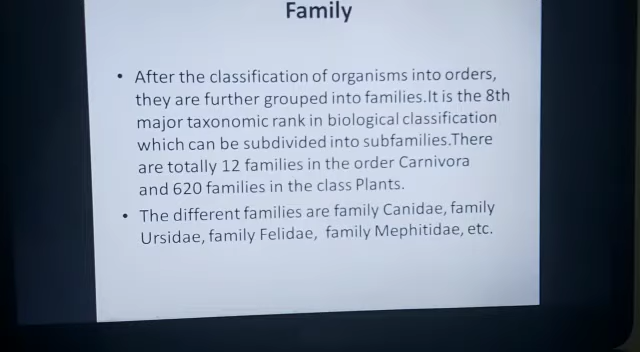 Family
• After the classification of organisms into orders,
they are further grouped into families.It is the 8th
major taxonomic rank in biological classification
which can be subdivided into subfamilies.There
are totally 12 families in the order Carnivora
and 620 families in the class Plants.
• The different families are family Canidae, family
Ursidae, family Felidae,  family Mephitidae, etc.